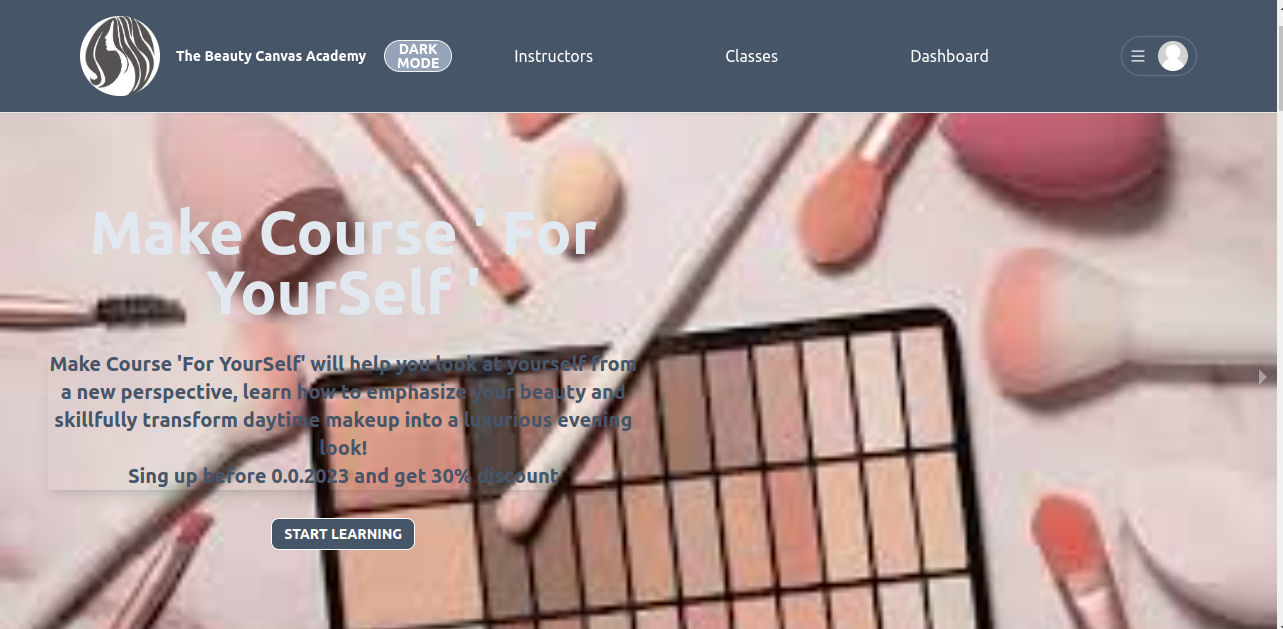 The Beauty Canvas Academy
DARK
MODE
Instructors
Classes
Dashboard
Make Course ' For
YourSelf '
Make Course 'For YourSelf' will help you look at yourself from
a new perspective, learn how to emphasize your beauty and
skillfully transform daytime makeup into a luxurious evening
look!
Sing up before 0.0.2023 and get 30% discount
START LEARNING